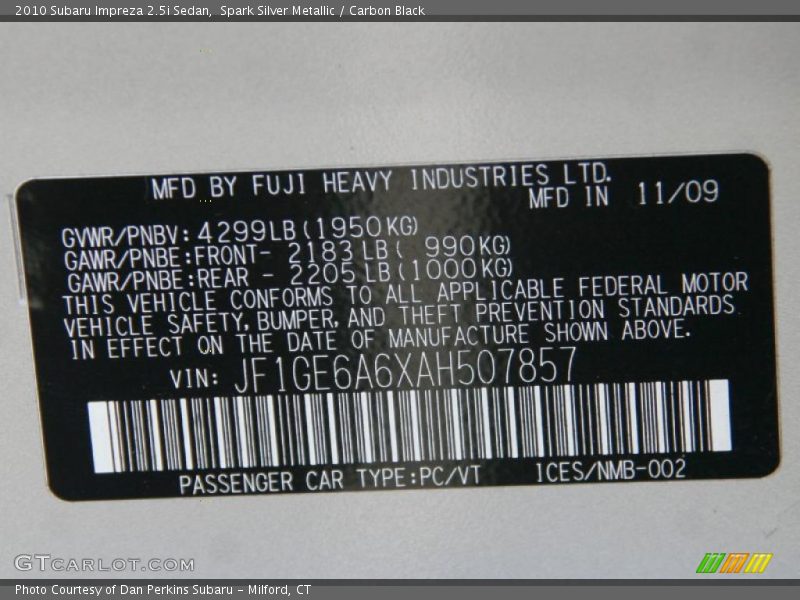 2010 Subaru Impreza 2.5i Sedan,  Spark Silver Metallic / Carbon Black
MFD BY FUJI HEAVY INDUSTRIES LTD.
MFD IN 11/09
GVWR/PNBV: 4299LB(1950KG)
GAWR/PNBE:FRONT- 2183 LB( 990KG)
GAWR/PNBE:REAR - 2205 LB(1000KG)
THIS VEHICLE CONFORMS TO ALL APPLICABLE FEDERAL MOTOR
VEHICLE SAFETY, BUMPER, AND THEFT PREVENTION STANDARDS
IN EFFECT ON THE DATE OF MANUFACTURE SHOWN ABOVE.
VIN: JF1GE6A6XAH507857
PASSENGER CAR TYPE:PC/VT ICES/NMB-002
GTCARLOT.COM
Photo Courtesy of Dan Perkins Subaru - Milford, CT